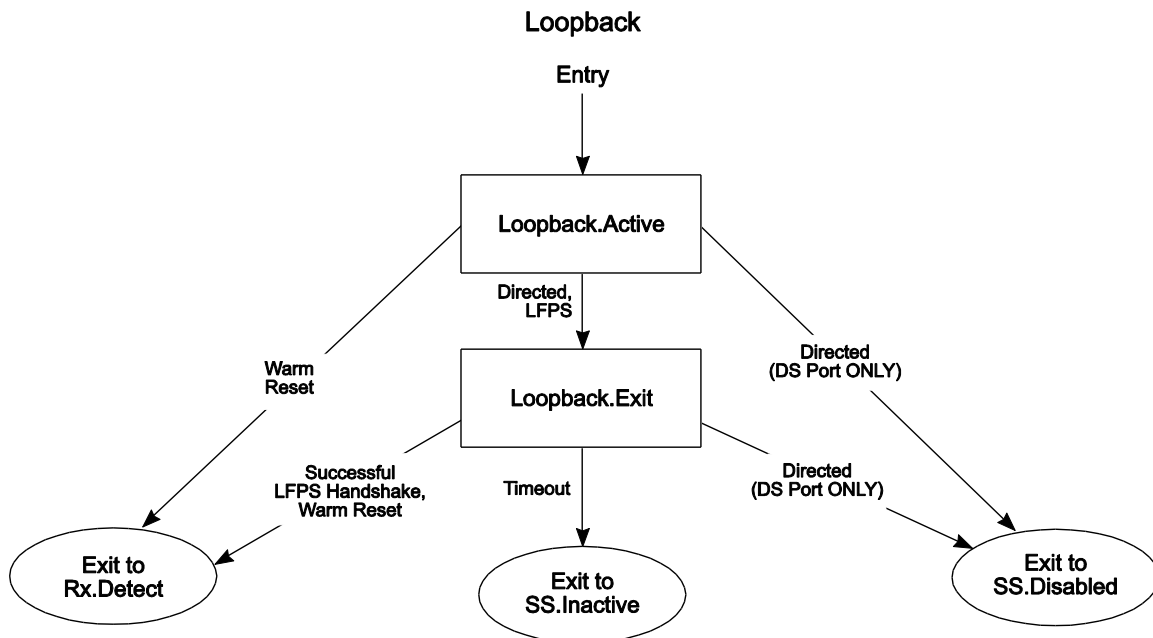 Loopback
Entry
Loopback.Active
Directed,
LFPS
Warm
Reset
Directed
(DS Port ONLY)
Loopback.Exit
Successful
LFPS Handshake,
Warm Reset
Timeout
Directed
(DS Port ONLY)
Exit to
Rx.Detect
Exit to
SS.Inactive
Exit to
SS.Disabled